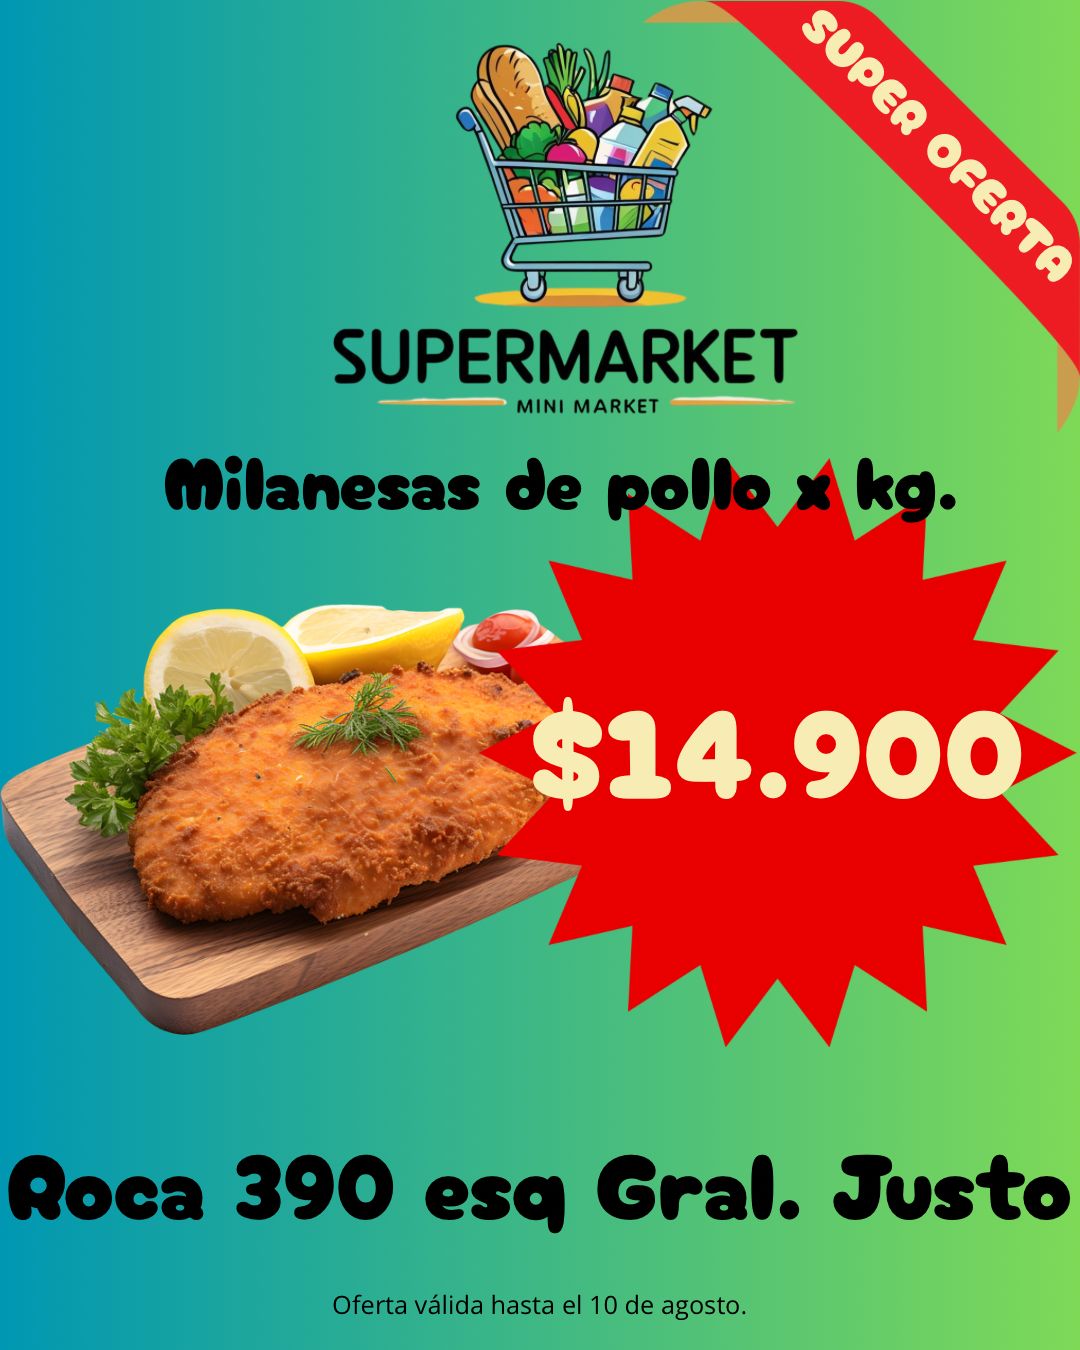 SUPER OFERTA
SUPERMARKET
MINI MARKET
Milanesas de pollo x kg.
$14.900
Roca 390 esq Gral. Justo
Oferta válida hasta el 10 de agosto.